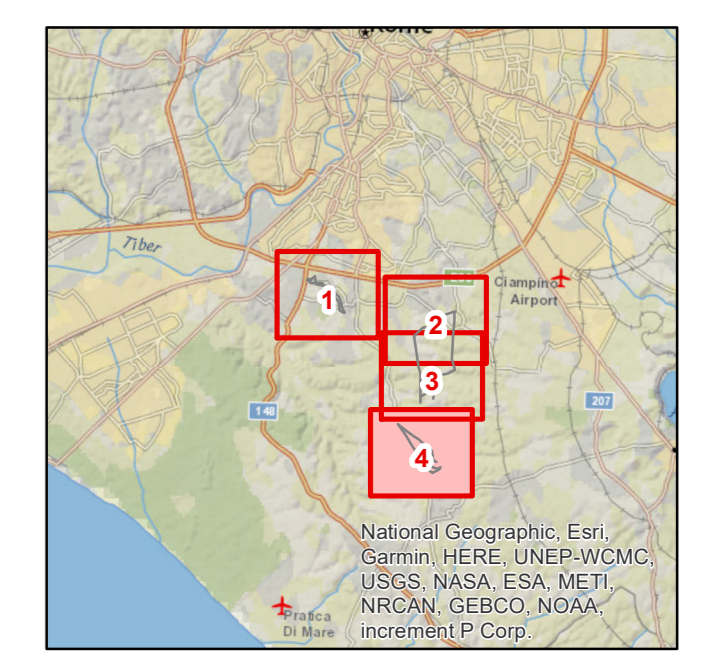 Rome
Tiber
Ciampino
Airport
1
2
3
148
207
4
National Geographic, Esri,
Garmin, HERE, UNEP-WCMC,
USGS, NASA, ESA, METI,
NRCAN, GEBCO, NOAA,
increment P Corp.
Pratica
Di Mare